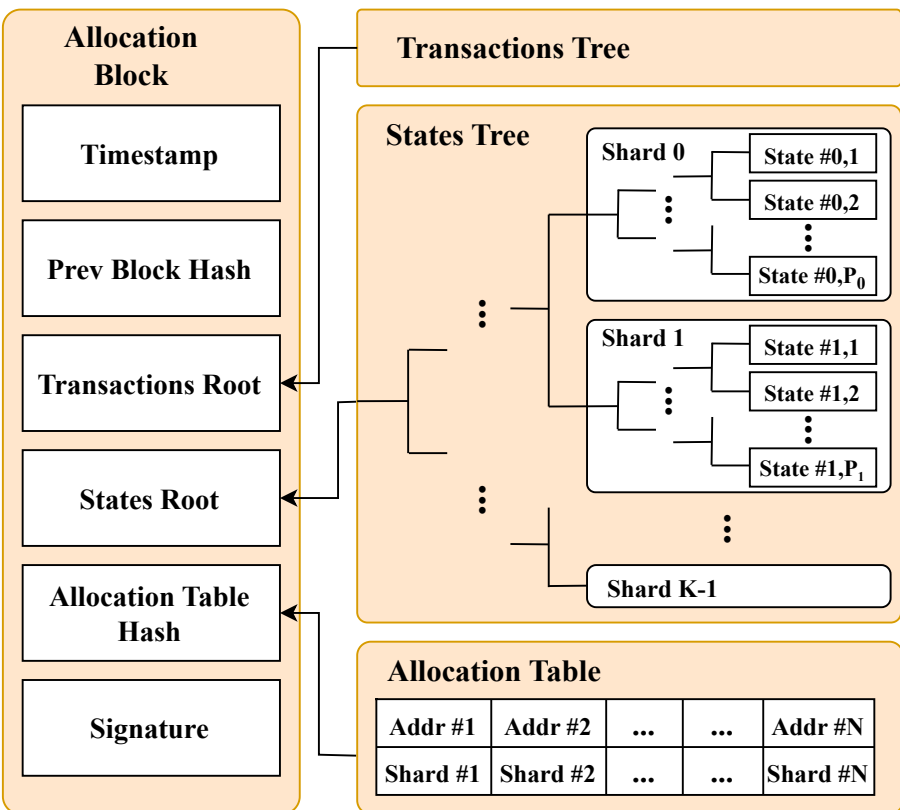 Allocation
Block
Timestamp
Prev Block Hash
Transactions Root
States Root
Allocation Table
Hash
Signature
Transactions Tree
States Tree
Shard 0
State #0,1
State #0,2
State #0,P₀
Shard 1
State #1,1
State #1,2
State #1,P₁
Shard K-1
Allocation Table
Addr #1 Addr #2 ... ... Addr #N
Shard #1 Shard #2 ... ... Shard #N